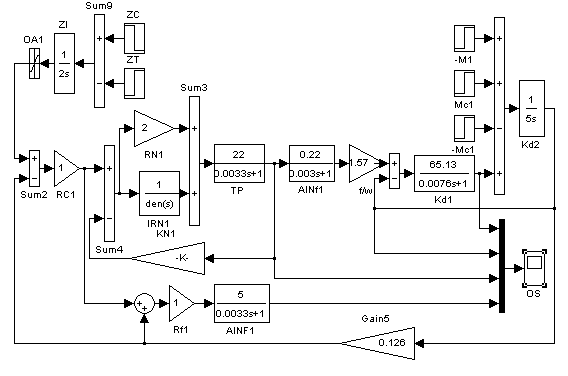 Sum9
ZC
ZI
OA1
+
1
2s
ZT
−
-M1
+
Mc1
+
-Mc1
−
1
5s
Kd2
Sum3
2
RN1
+
+
1
den(s)
IRN1
KN1
22
0.0033s+1
TP
0.22
0.003s+1
AINf1
1.57
f/w
+
−
65.13
0.0076s+1
Kd1
+
−
Sum2
1
RC1
+
−
Sum4
-K-
+
+
1
Rf1
5
0.0033s+1
AINF1
OS
Gain5
0.126